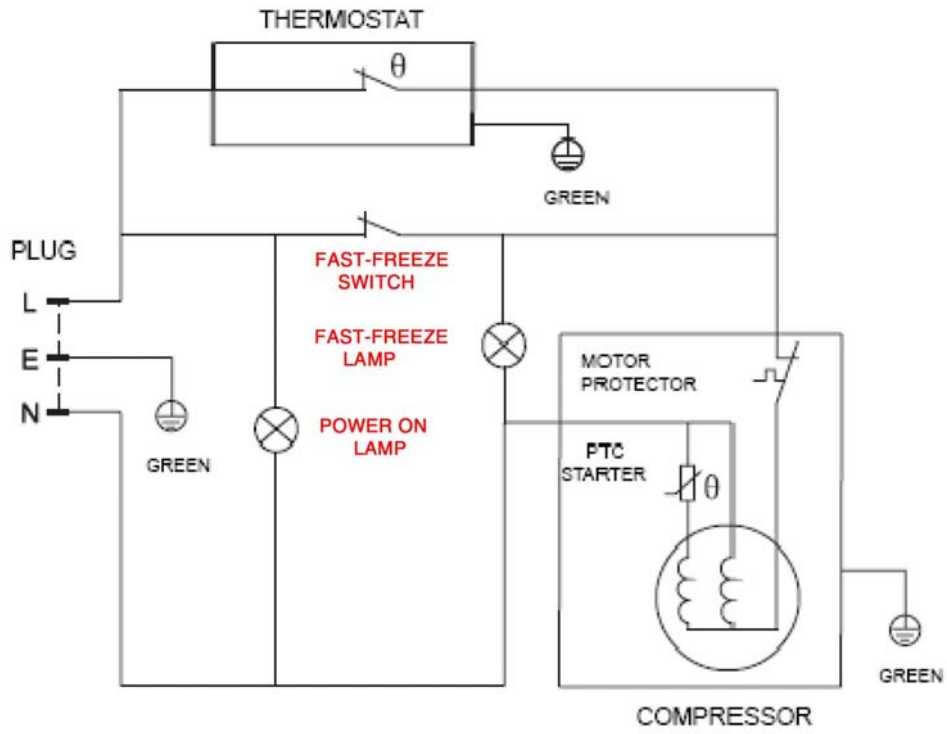 THERMOSTAT
θ
GREEN
PLUG
L
E
N
GREEN
FAST-FREEZE
SWITCH
FAST-FREEZE
LAMP
POWER ON
LAMP
MOTOR
PROTECTOR
PTC
STARTER
θ
GREEN
COMPRESSOR